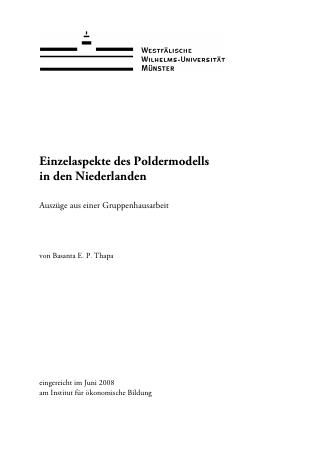 Westfälische
Wilhelms-Universität
Münster
Einzelaspekte des Poldermodells
in den Niederlanden
Auszüge aus einer Gruppenhausarbeit
von Basanta E. P. Thapa
eingereicht im Juni 2008
am Institut für ökonomische Bildung